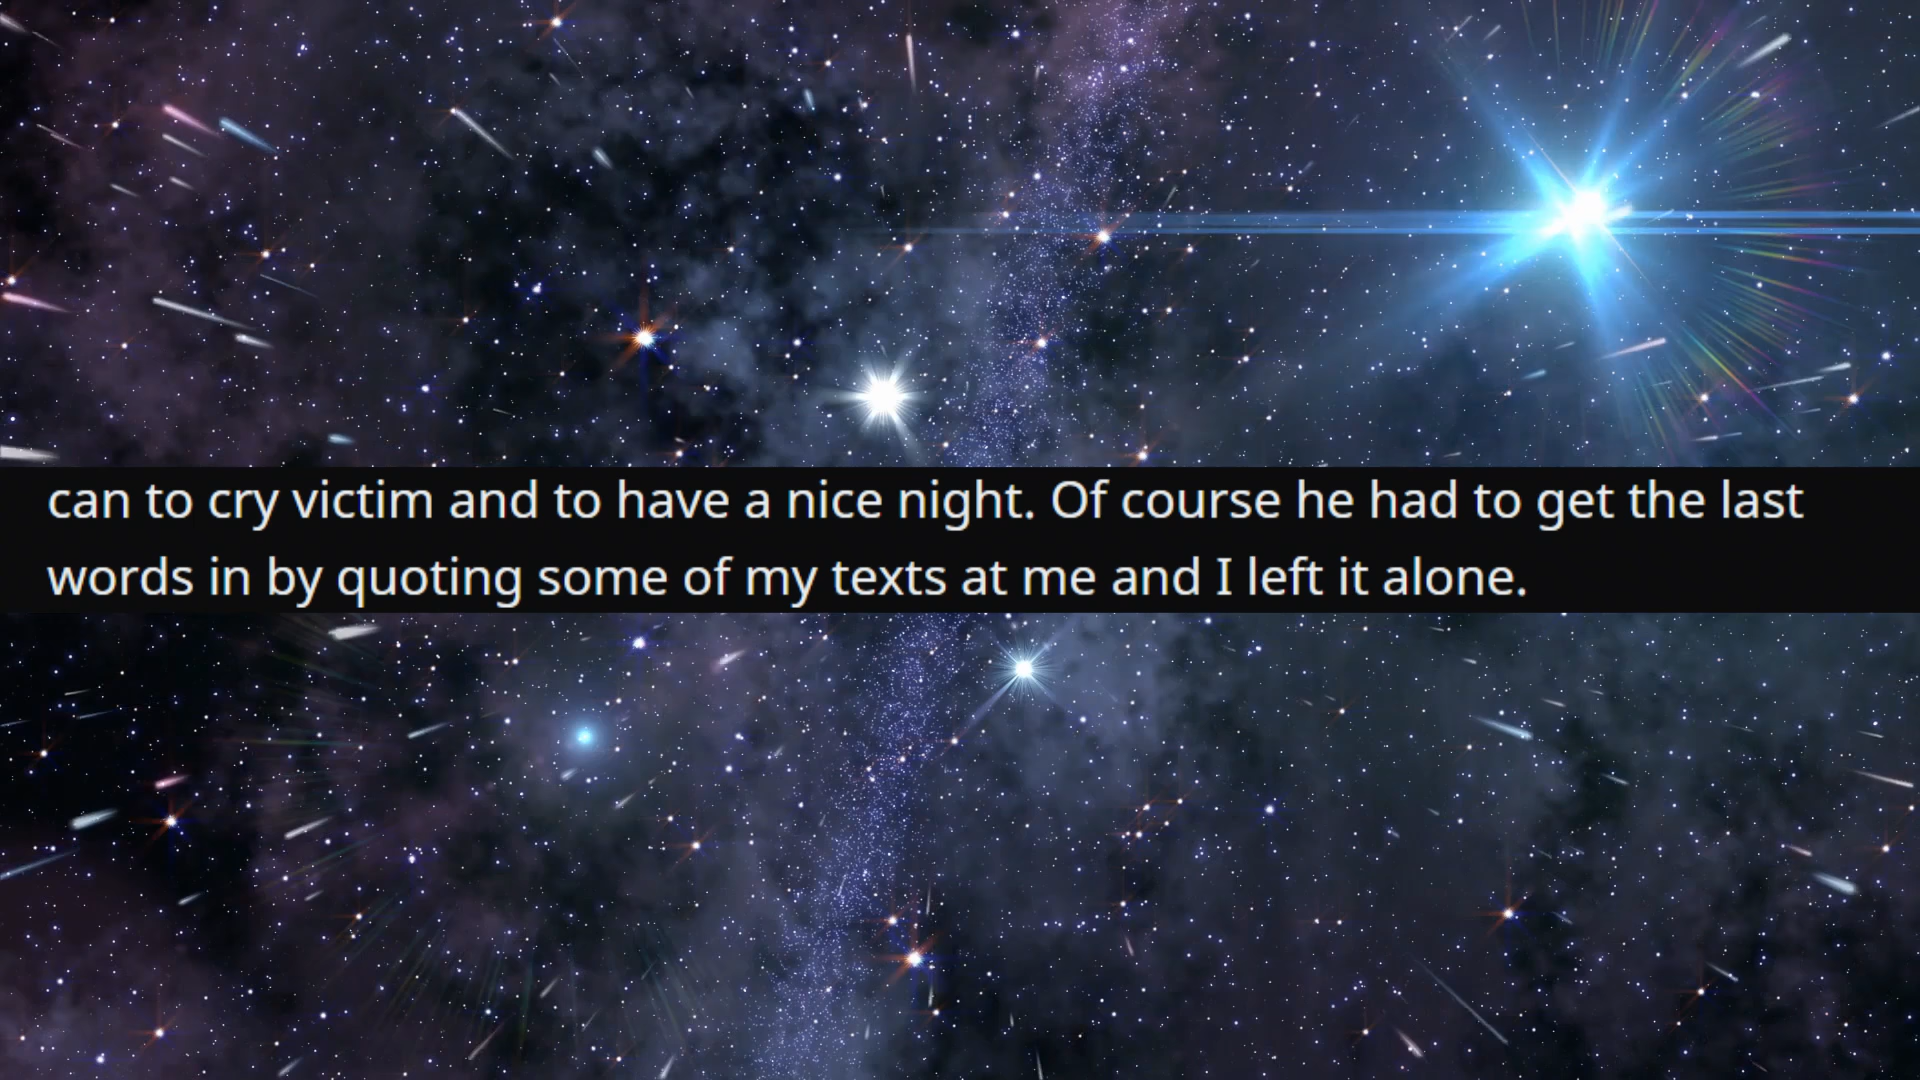 can to cry victim and to have a nice night. Of course he had to get the last
words in by quoting some of my texts at me and I left it alone.